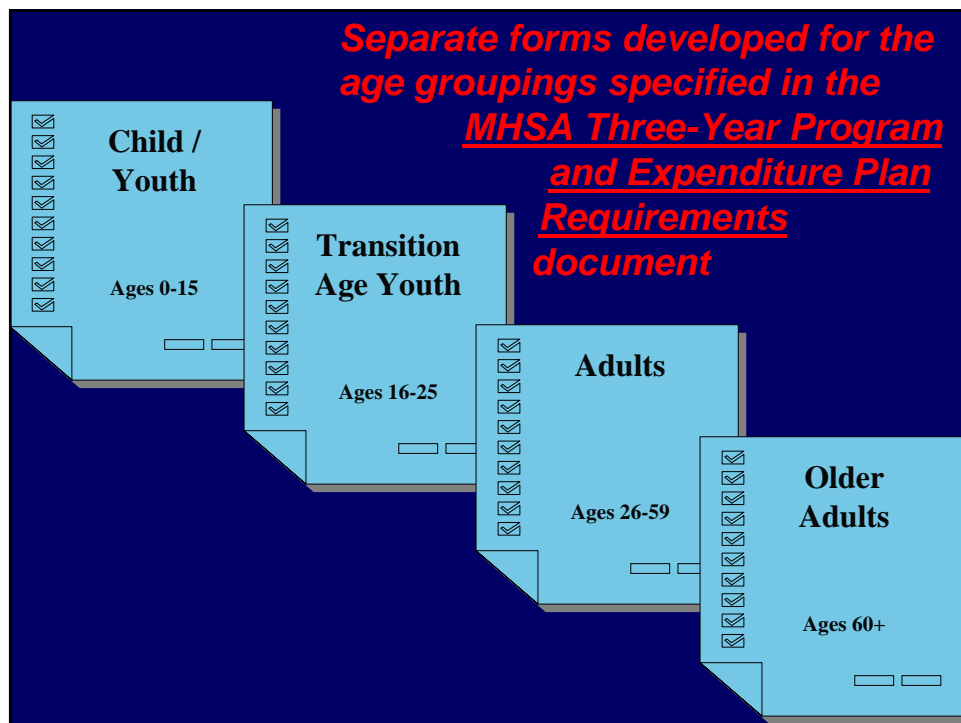 Separate forms developed for the
age groupings specified in the
MHSA Three-Year Program
and Expenditure Plan
Requirements
document
Child /
Youth
Ages 0-15
Transition
Age Youth
Ages 16-25
Adults
Ages 26-59
Older
Adults
Ages 60+